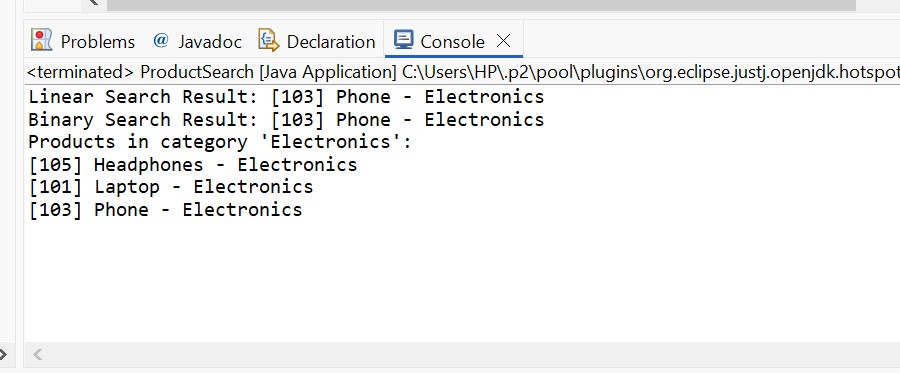 Problems @ Javadoc Declaration Console
<terminated> ProductSearch [Java Application] C:\Users\HP\.p2\pool\plugins\org.eclipse.justj.openjdk.hotspot
Linear Search Result: [103] Phone - Electronics
Binary Search Result: [103] Phone - Electronics
Products in category 'Electronics':
[105] Headphones - Electronics
[101] Laptop - Electronics
[103] Phone - Electronics